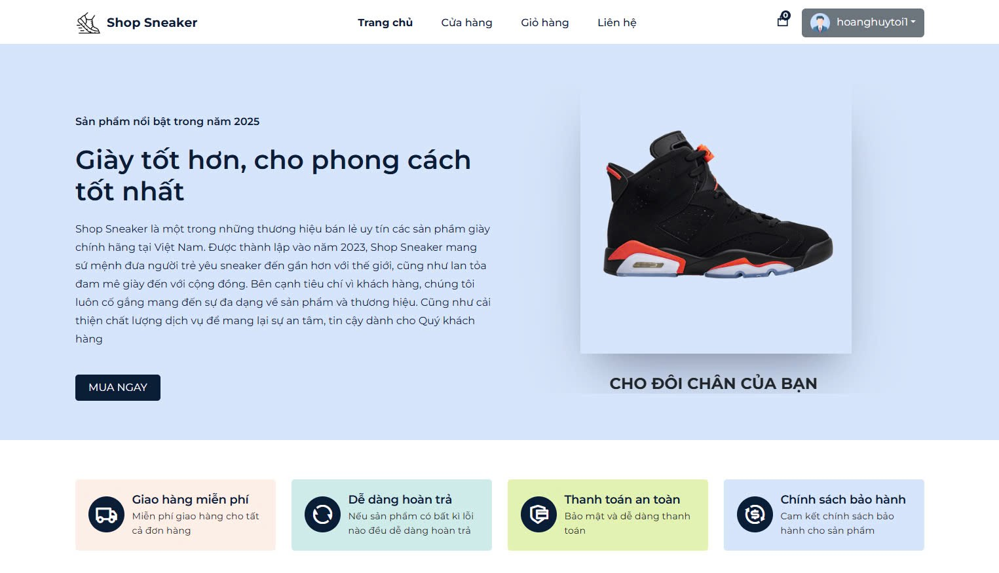 Shop Sneaker
Trang chủ
Cửa hàng
Giỏ hàng
Liên hệ
0
hoanghuytoi1
Sản phẩm nổi bật trong năm 2025
Giày tốt hơn, cho phong cách
tốt nhất
Shop Sneaker là một trong những thương hiệu bán lẻ uy tín các sản phẩm giày
chính hãng tại Việt Nam. Được thành lập vào năm 2023, Shop Sneaker mang
sứ mệnh đưa người trẻ yêu sneaker đến gần hơn với thế giới, cũng như lan tỏa
đam mê giày đến với cộng đồng. Bên cạnh tiêu chí vì khách hàng, chúng tôi
luôn cố gắng mang đến sự đa dạng về sản phẩm và thương hiệu. Cũng như cải
thiện chất lượng dịch vụ để mang lại sự an tâm, tin cậy dành cho Quý khách
hàng
MUA NGAY
CHO ĐÔI CHÂN CỦA BẠN
Giao hàng miễn phí
Miễn phí giao hàng cho tất
cả đơn hàng
Dễ dàng hoàn trả
Nếu sản phẩm có bất kì lỗi
nào đều dễ dàng hoàn trả
Thanh toán an toàn
Bảo mật và dễ dàng thanh
toán
Chính sách bảo hành
Cam kết chính sách bảo
hành cho sản phẩm